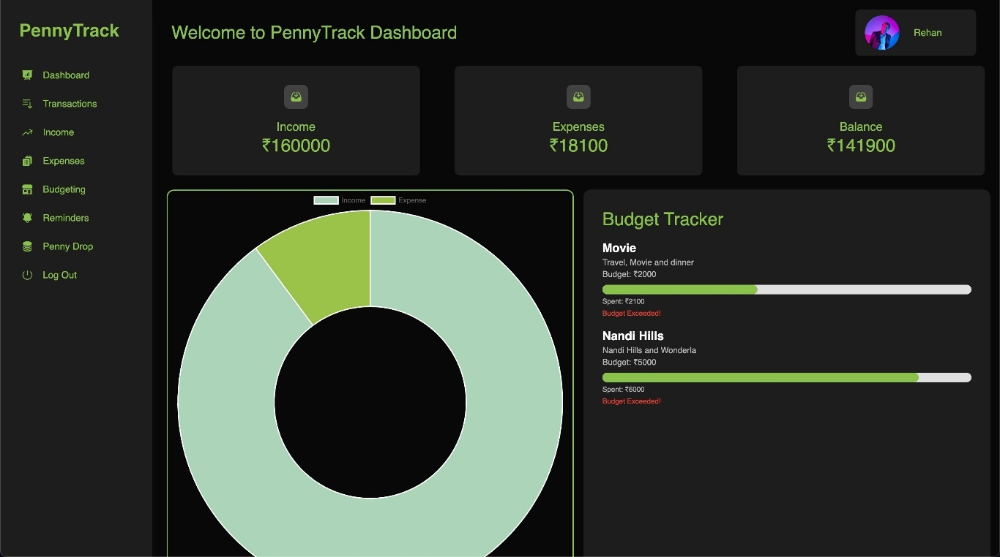 PennyTrack
Dashboard
Transactions
Income
Expenses
Budgeting
Reminders
Penny Drop
Log Out
Welcome to PennyTrack Dashboard
Rehan
Income
₹160000
Expenses
₹18100
Balance
₹141900
Income Expense
Budget Tracker
Movie
Travel, Movie and dinner
Budget: ₹2000
Spent: ₹2100
Budget Exceeded!
Nandi Hills
Nandi Hills and Wonderla
Budget: ₹5000
Spent: ₹6000
Budget Exceeded!